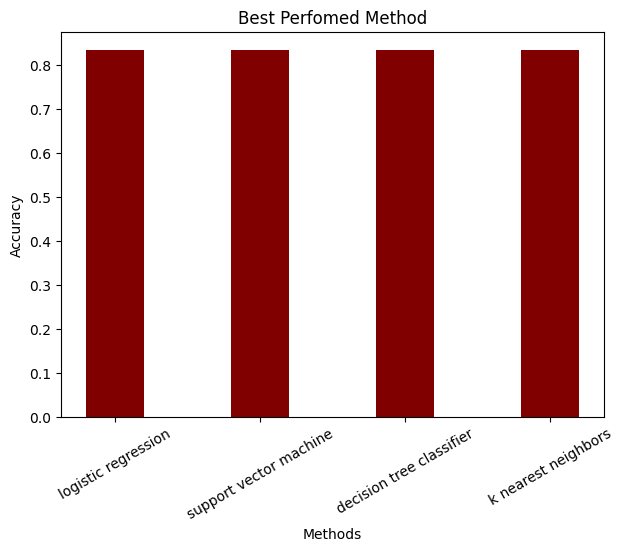 Best Perfomed Method
Accuracy
0.8
0.7
0.6
0.5
0.4
0.3
0.2
0.1
0.0
logistic regression
support vector machine
decision tree classifier
k nearest neighbors
Methods